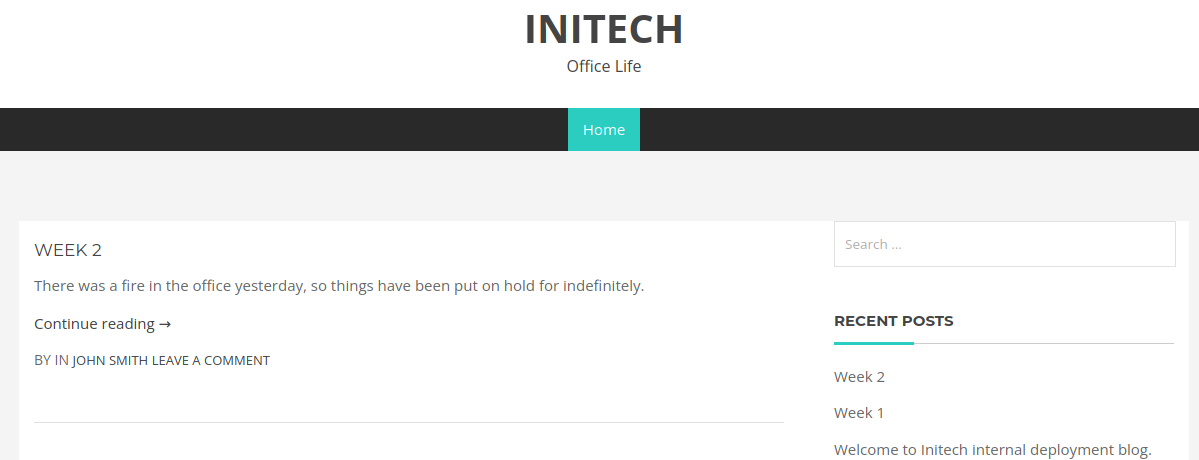 INITECH
Office Life
Home
WEEK 2
There was a fire in the office yesterday, so things have been put on hold for indefinitely.
Continue reading →
BY IN JOHN SMITH LEAVE A COMMENT
Search ...
RECENT POSTS
Week 2
Week 1
Welcome to Initech internal deployment blog.